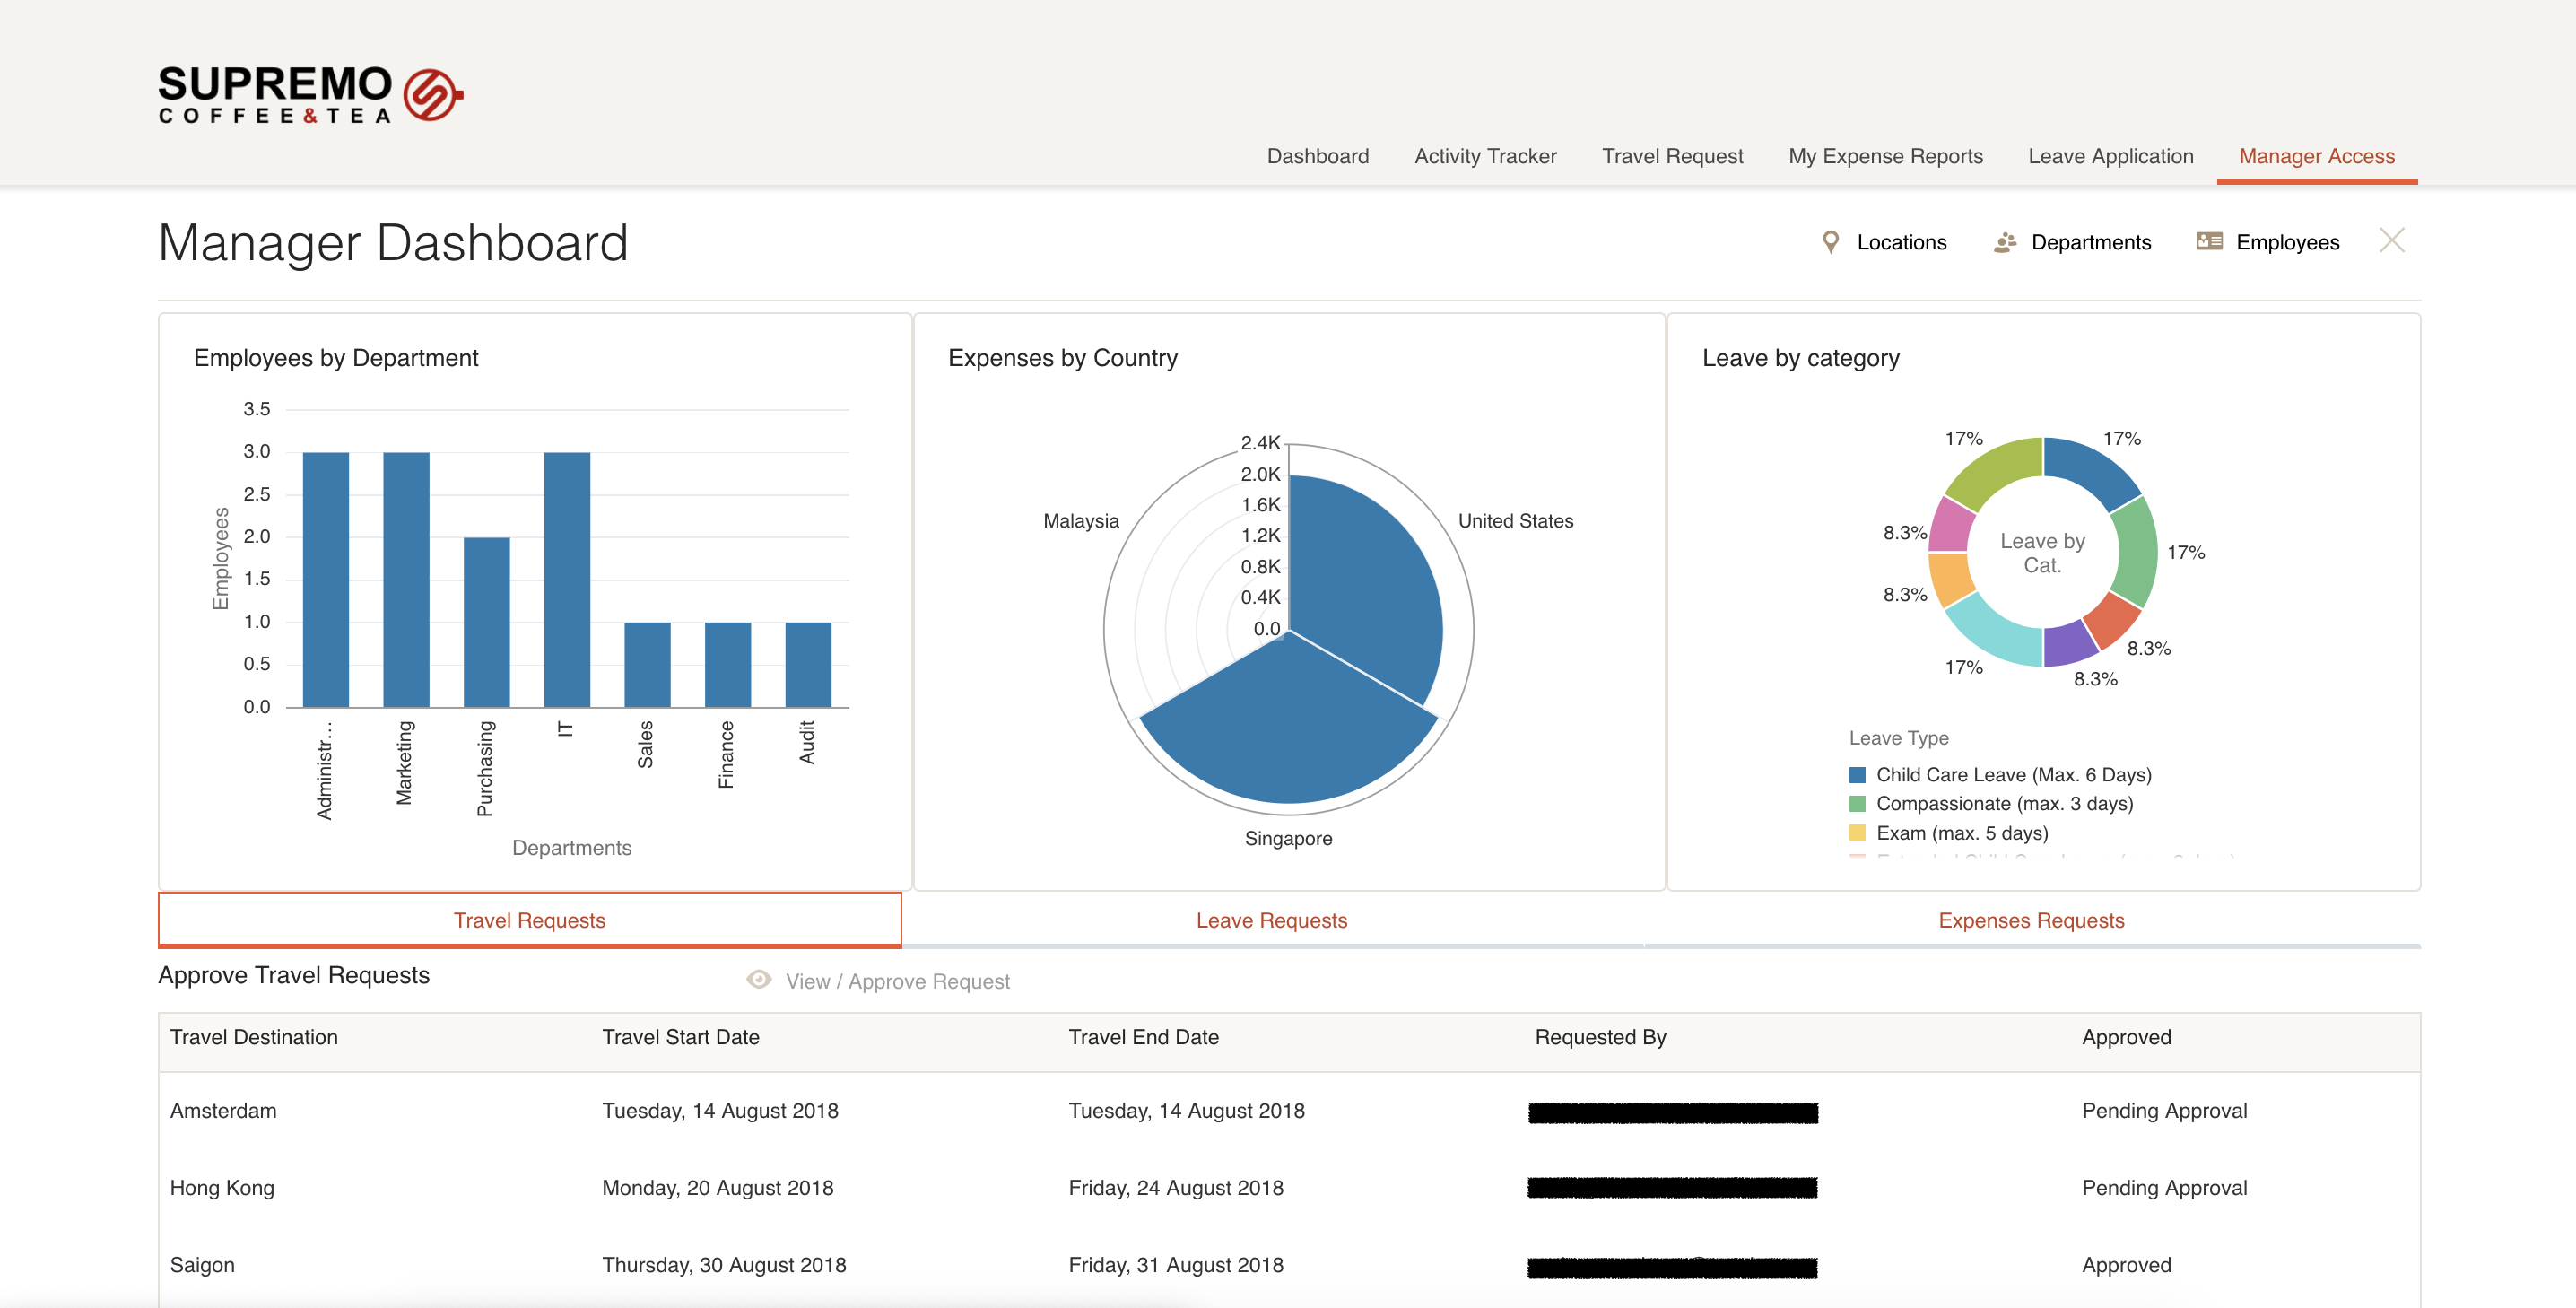 SUPREMO
COFFEE&TEA
Dashboard Activity Tracker Travel Request My Expense Reports Leave Application Manager Access
Manager Dashboard
Locations Departments Employees
Employees by Department
3.5
3.0
2.5
2.0
1.5
1.0
0.5
0.0
Employees
Administr...
Marketing
Purchasing
IT
Sales
Finance
Audit
Departments
Expenses by Country
2.4K
2.0K
1.6K
1.2K
0.8K
0.4K
0.0
Malaysia
United States
Singapore
Leave by category
17% 17%
8.3%
17%
8.3%
8.3%
17%
8.3%
Leave by
Cat.
Leave Type
Child Care Leave (Max. 6 Days)
Compassionate (max. 3 days)
Exam (max. 5 days)
Travel Requests Leave Requests Expenses Requests
Approve Travel Requests View / Approve Request
Travel Destination Travel Start Date Travel End Date Requested By Approved
Amsterdam Tuesday, 14 August 2018 Tuesday, 14 August 2018 Pending Approval
Hong Kong Monday, 20 August 2018 Friday, 24 August 2018 Pending Approval
Saigon Thursday, 30 August 2018 Friday, 31 August 2018 Approved